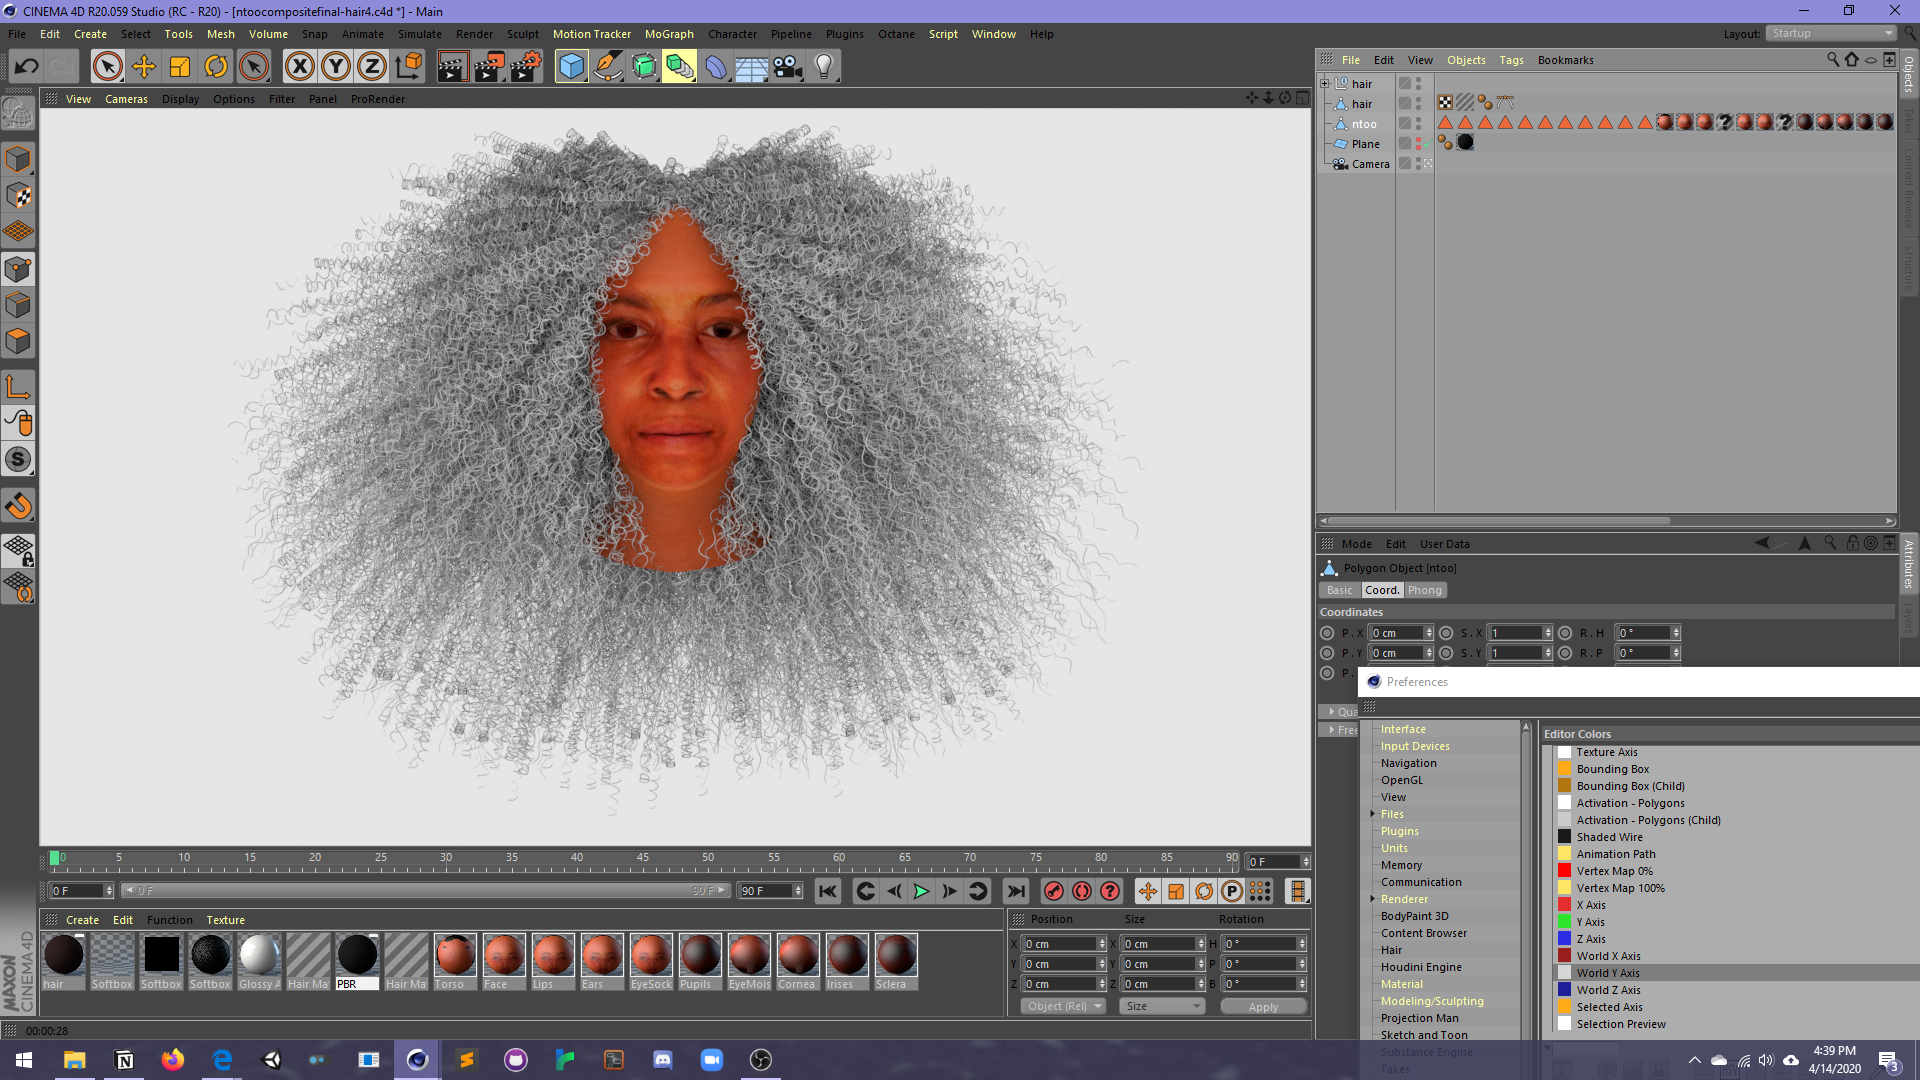 CINEMA 4D R20.059 Studio (RC - R20) - [ntoocompositefinal-hair4.c4d *] - Main
File Edit Create Select Tools Mesh Volume Snap Animate Simulate Render Sculpt Motion Tracker MoGraph Character Pipeline Plugins Octane Script Window Help
Layout: Startup
X Y Z
View Cameras Display Options Filter Panel ProRender
File Edit View Objects Tags Bookmarks
hair
hair
ntoo
Plane
Camera
Objects
Takes
Content Browser
Structure
Mode Edit User Data
Polygon Object [ntoo]
Basic Coord. Phong
Coordinates
P . X 0 cm S . X 1 R . H 0 °
P . Y 0 cm S . Y 1 R . P 0 °
P .
Attributes
Layers
Preferences
Interface
Input Devices
Navigation
OpenGL
View
Files
Plugins
Units
Memory
Communication
Renderer
BodyPaint 3D
Content Browser
Hair
Houdini Engine
Material
Modeling/Sculpting
Projection Man
Sketch and Toon
Substance Engine
Takes
Editor Colors
Texture Axis
Bounding Box
Bounding Box (Child)
Activation - Polygons
Activation - Polygons (Child)
Shaded Wire
Animation Path
Vertex Map 0%
Vertex Map 100%
X Axis
Y Axis
Z Axis
World X Axis
World Y Axis
World Z Axis
Selected Axis
Selection Preview
0 5 10 15 20 25 30 35 40 45 50 55 60 65 70 75 80 85 90 0 F
0 F 0 F 90 F 90 F
Create Edit Function Texture
hair Softbox Softbox Softbox Glossy Hair Ma PBR Hair Ma Torso Face Lips Ears EyeSock Pupils EyeMois Cornea Irises Sclera
Position Size Rotation
X 0 cm X 0 cm H 0 °
Y 0 cm Y 0 cm P 0 °
Z 0 cm Z 0 cm B 0 °
Object (Rel) Size Apply
MAXON
CINEMA 4D
00:00:28
4:39 PM
4/14/2020
3